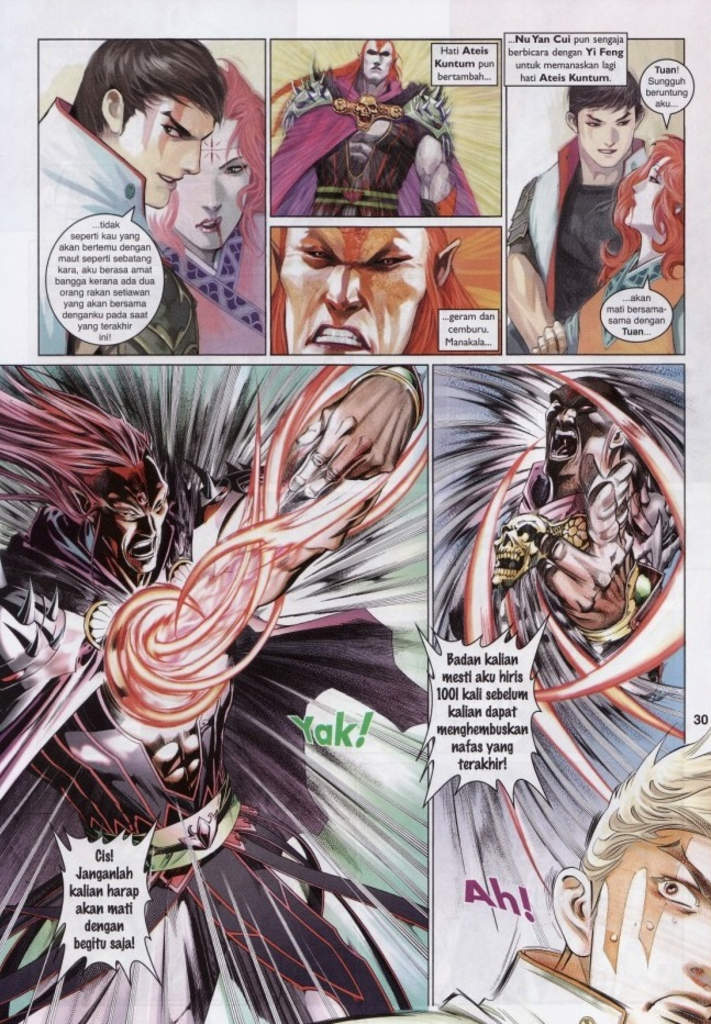 ...tidak
seperti kau yang
akan bertemu dengan
maut seperti sebatang
kara, aku berasa amat
bangga kerana ada dua
orang rakan setiawan
yang akan bersama
denganku pada saat
yang terakhir
ini!
Hati Ateis
Kuntum pun
bertambah...
...geram dan
cemburu.
Manakala...
...Nu Yan Cui pun sengaja
berbicara dengan Yi Feng
untuk memanaskan lagi
hati Ateis Kuntum.
Tuan!
Sungguh
beruntung
aku...
...akan
mati bersama-
sama dengan
Tuan...
Yak!
Cis!
Janganlah
kalian harap
akan mati
dengan
begitu saja!
Badan kalian
mesti aku hiris
1001 kali sebelum
kalian dapat
menghembuskan
nafas yang
terakhir!
Ah!
30